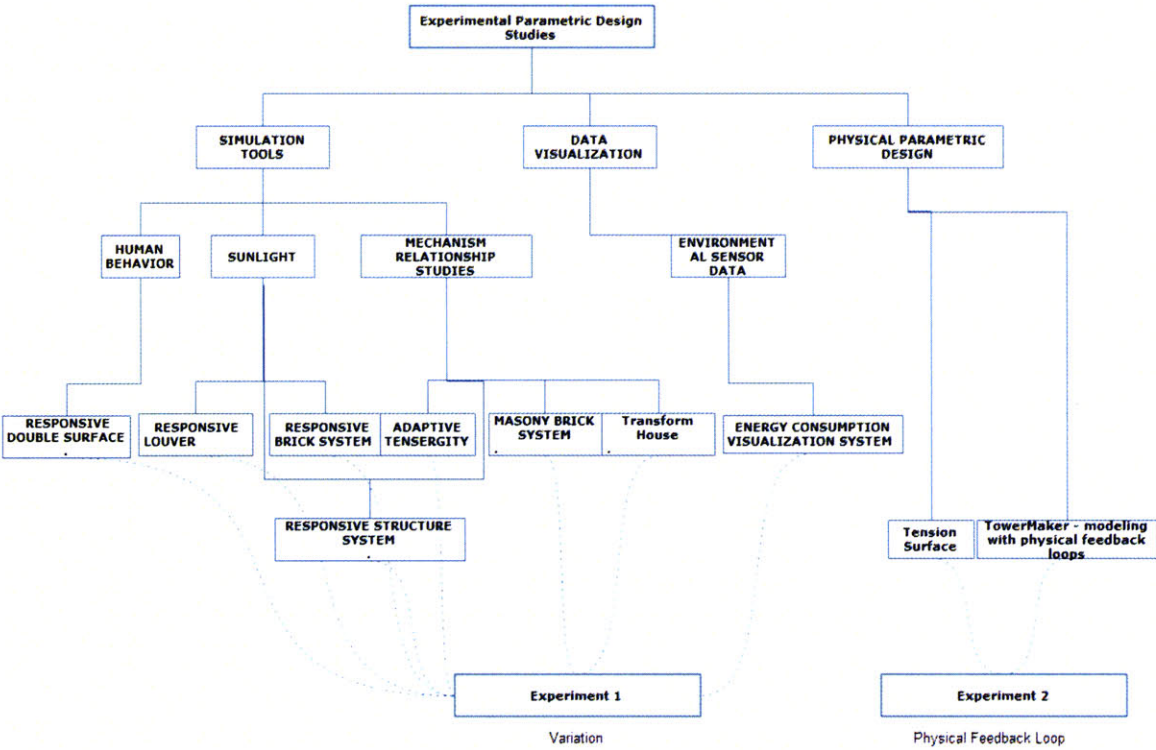 Experimental Parametric Design
Studies
SIMULATION
TOOLS
DATA
VISUALIZATION
PHYSICAL PARAMETRIC
DESIGN
HUMAN
BEHAVIOR
SUNLIGHT
MECHANISM
RELATIONSHIP
STUDIES
ENVIRONMENT
AL SENSOR
DATA
RESPONSIVE
DOUBLE SURFACE
.
RESPONSIVE
LOUVER
RESPONSIVE
BRICK SYSTEM
ADAPTIVE
TENSERGITY
MASONY BRICK
SYSTEM
.
Transform
House
.
ENERGY CONSUMPTION
VISUALIZATION SYSTEM
RESPONSIVE STRUCTURE
SYSTEM
.
Tension
Surface
TowerMaker - modeling
with physical feedback
loops
Experiment 1
Experiment 2
Variation
Physical Feedback Loop